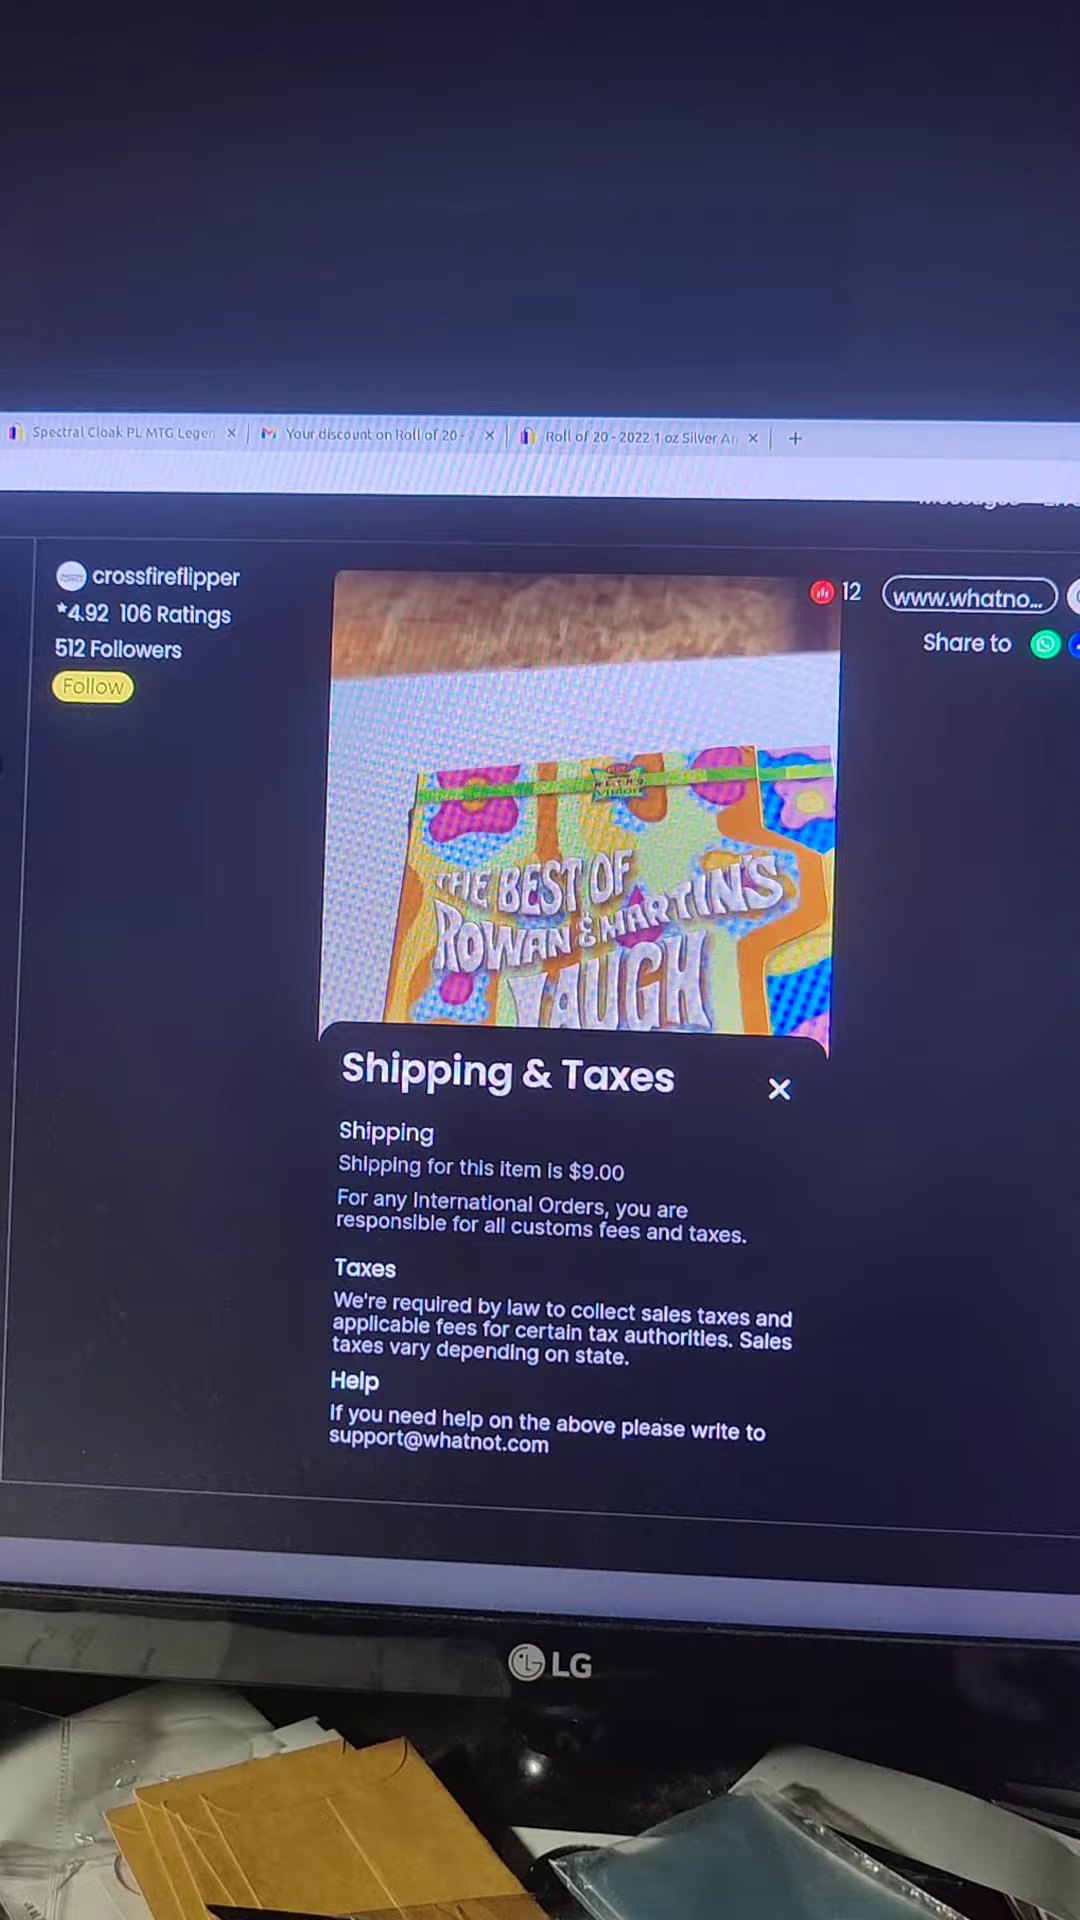 Spectral Cloak PL MTG Legen
Your discount on Roll of 20 -
Roll of 20 - 2022 1 oz Silver Am
Messages
crossfireflipper
*4.92 106 Ratings
512 Followers
Follow
12
www.whatno...
Share to
THE BEST OF
ROWAN & MARTIN'S
LAUGH
Shipping & Taxes
Shipping
Shipping for this item is $9.00
For any International Orders, you are
responsible for all customs fees and taxes.
Taxes
We're required by law to collect sales taxes and
applicable fees for certain tax authorities. Sales
taxes vary depending on state.
Help
If you need help on the above please write to
support@whatnot.com
LG